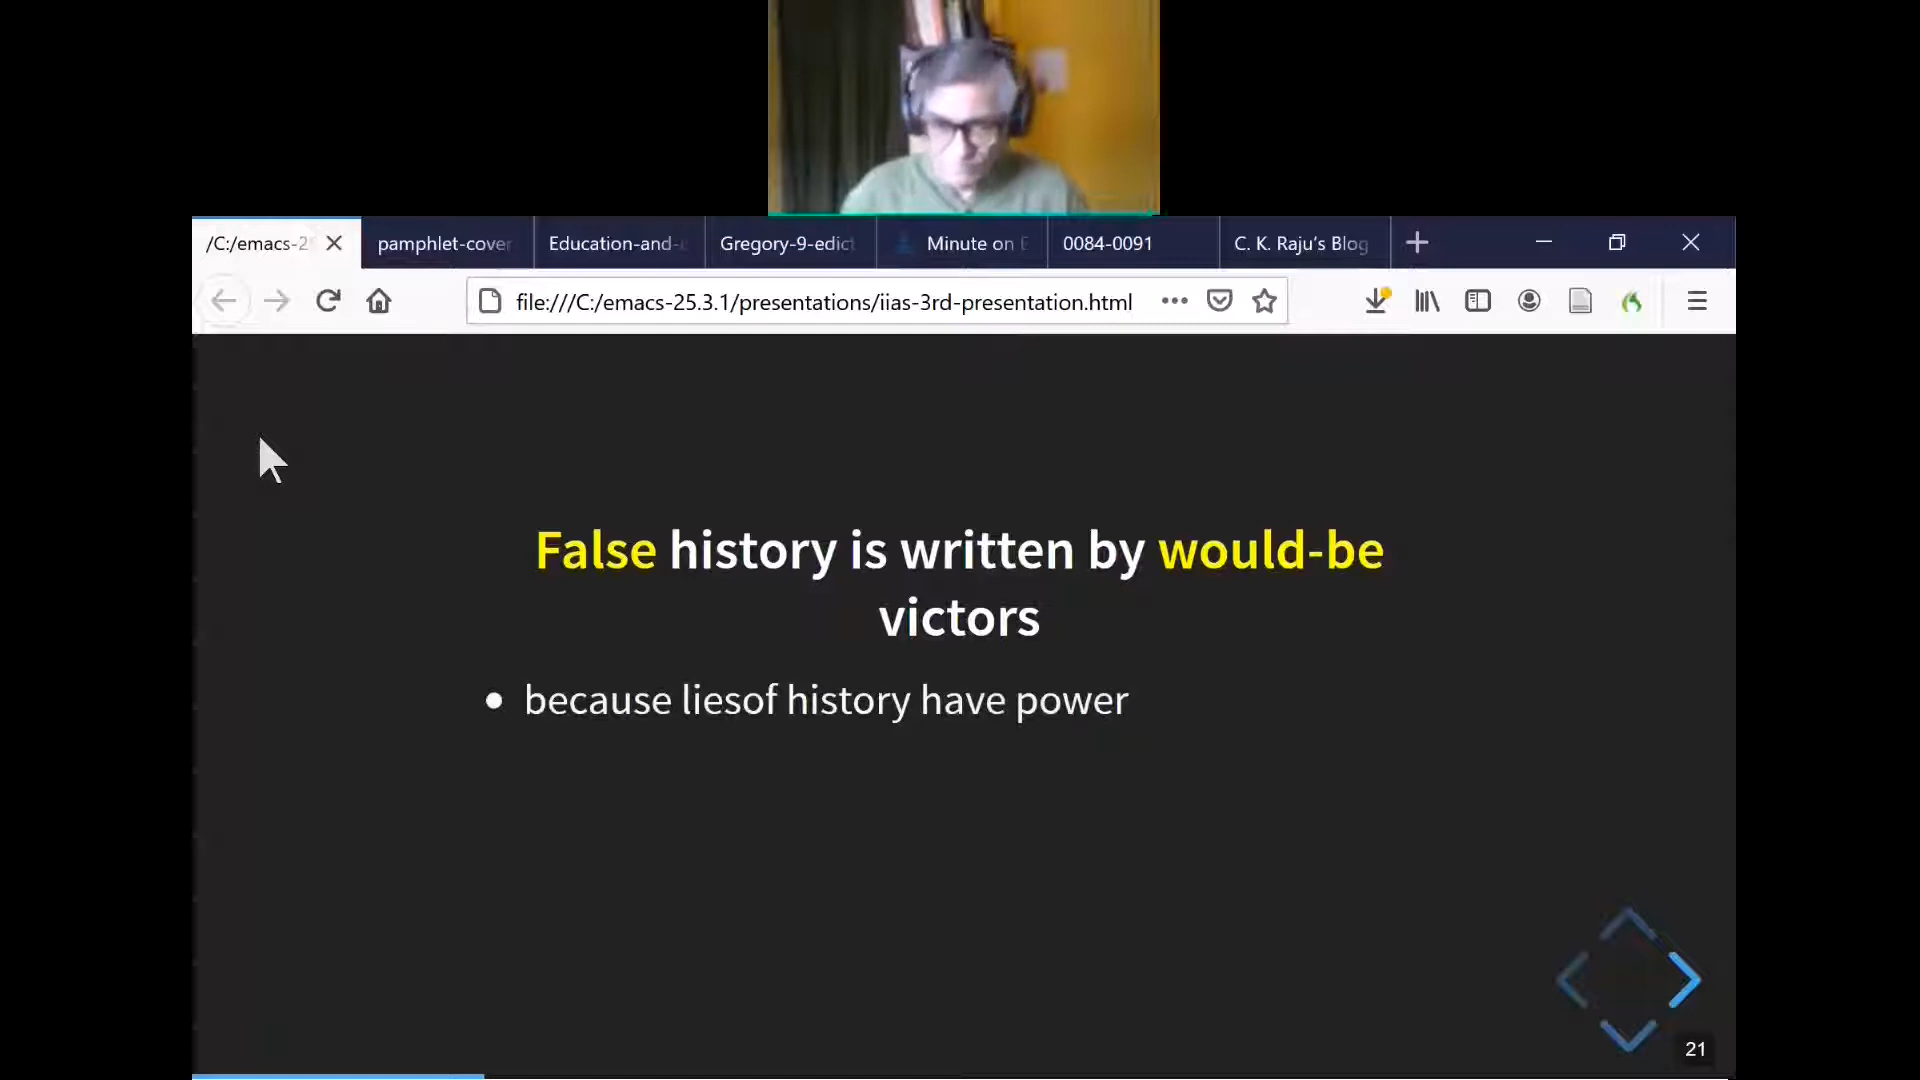 /C:/emacs-25
pamphlet-cover
Education-and-
Gregory-9-edict
Minute on E
0084-0091
C. K. Raju’s Blog
file:///C:/emacs-25.3.1/presentations/iias-3rd-presentation.html
False history is written by would-be
victors
because liesof history have power
21